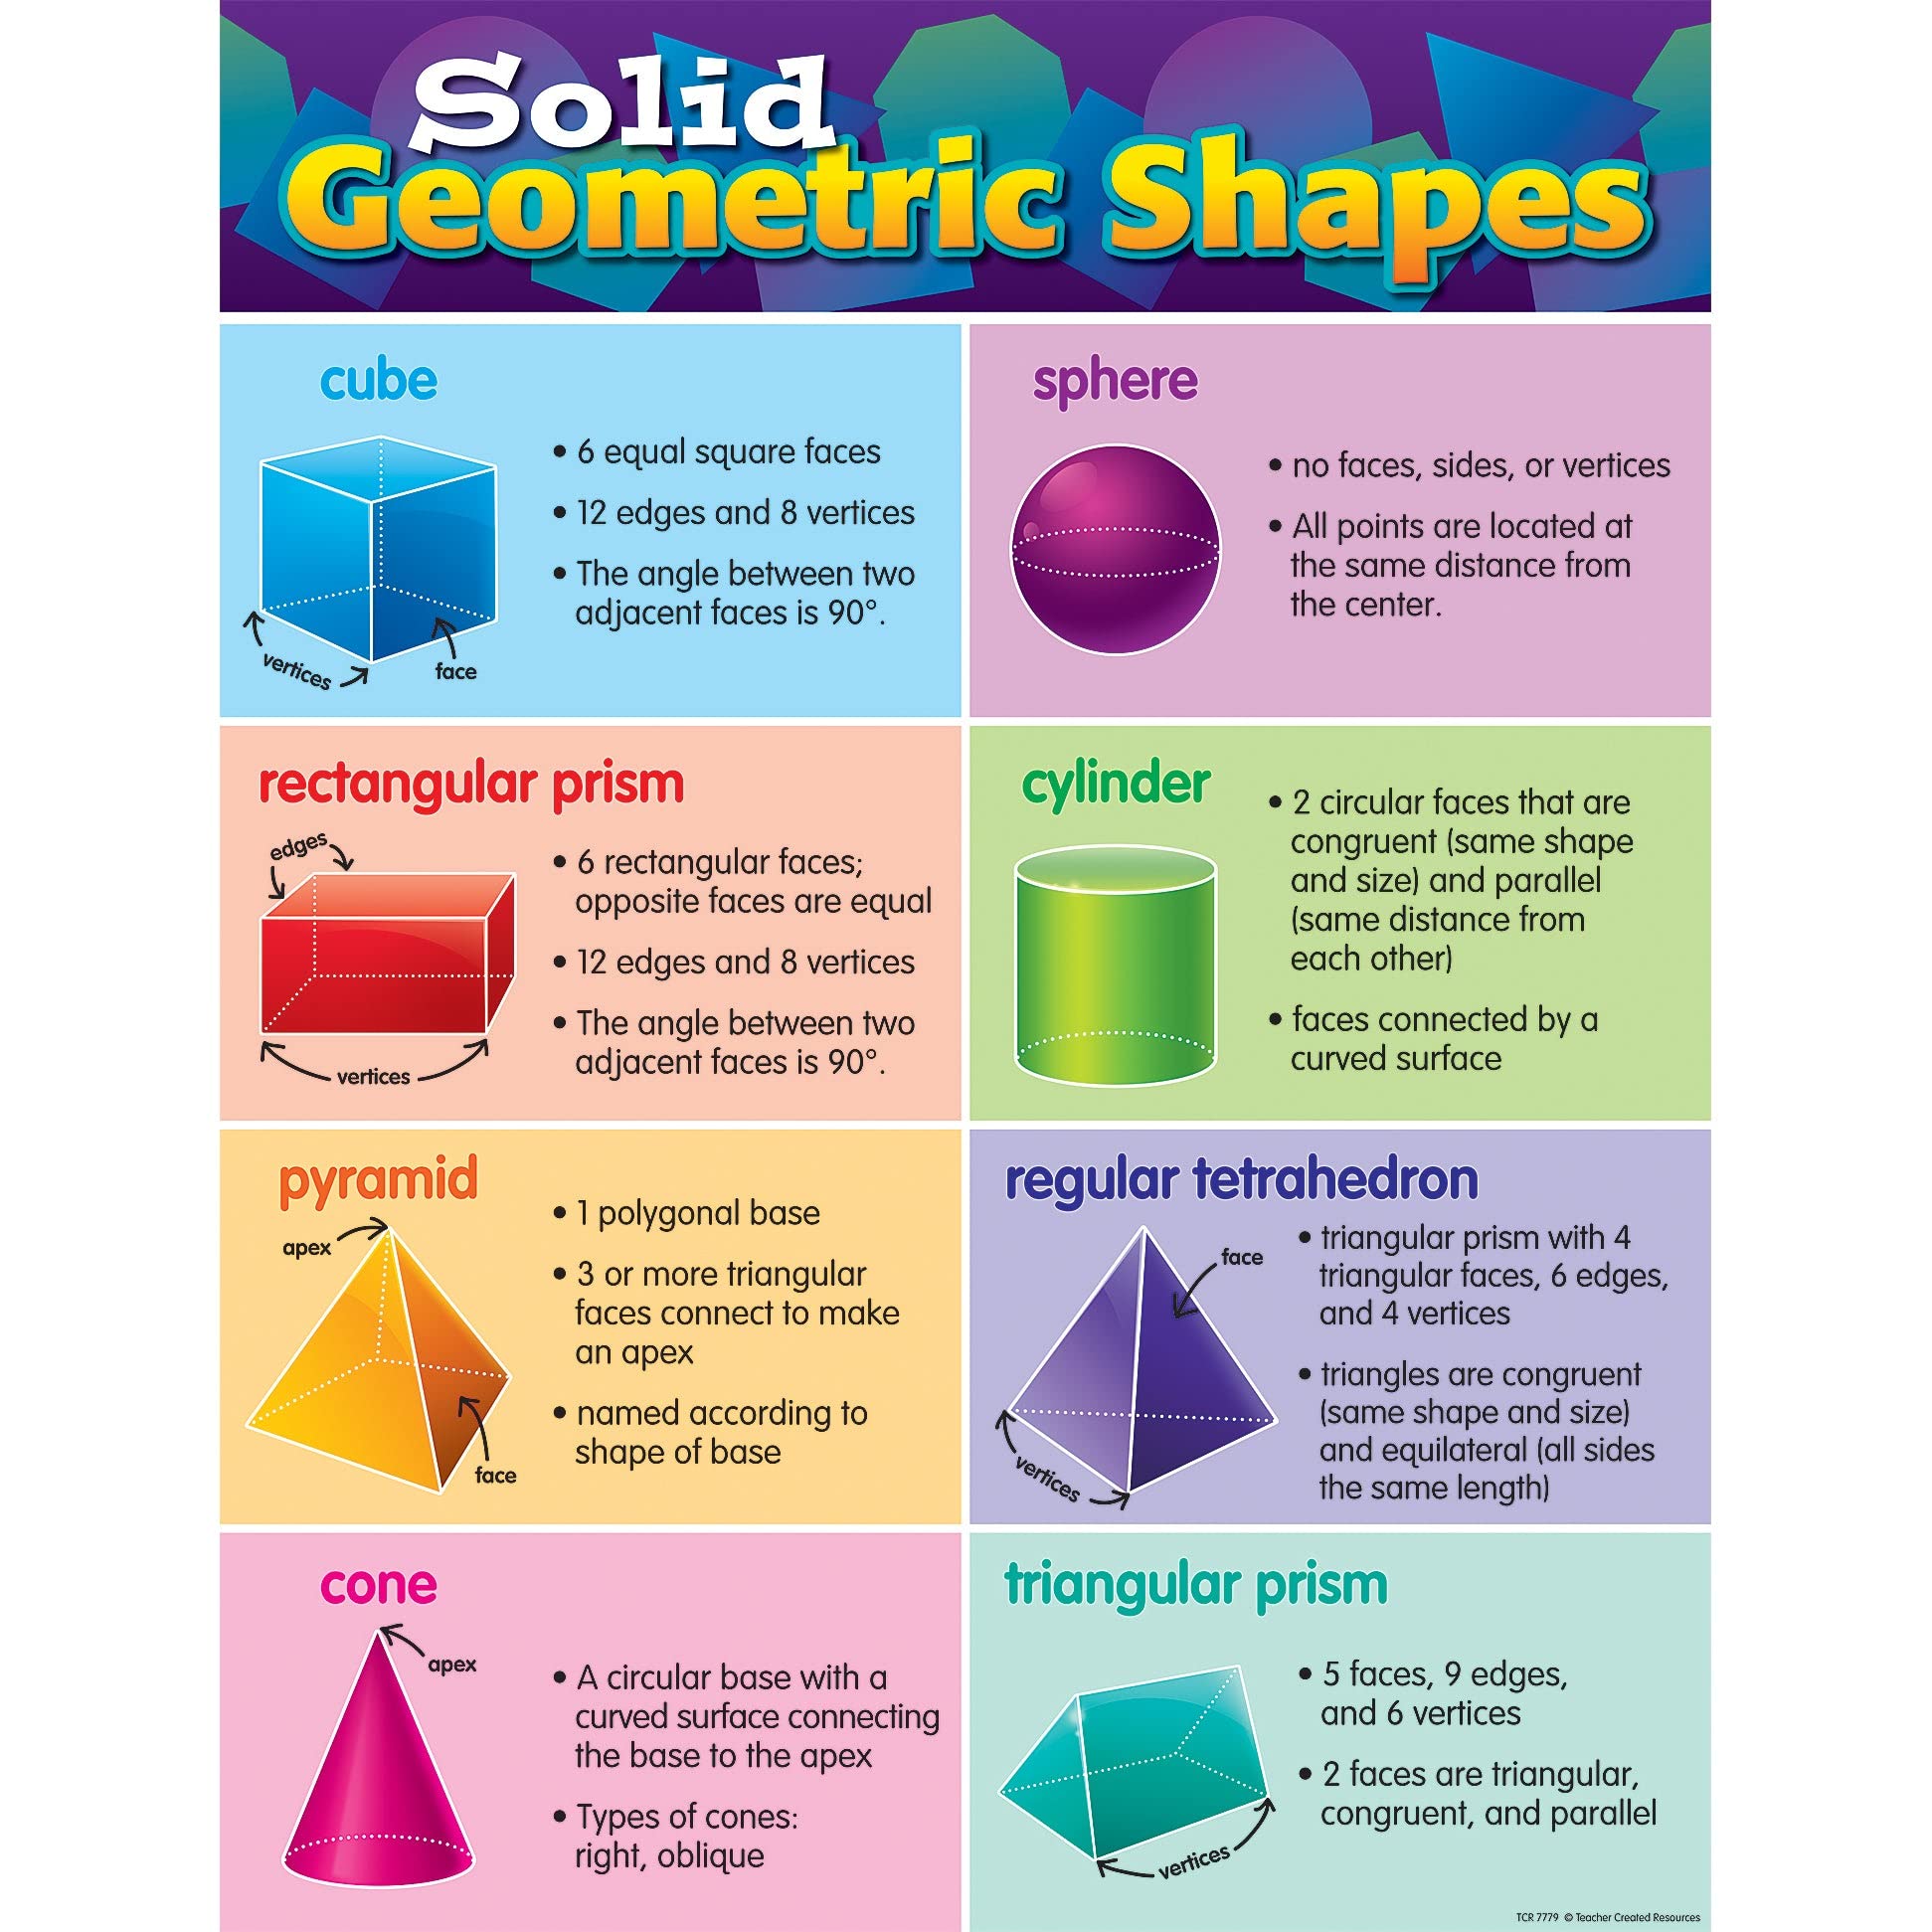 Solid
Geometric Shapes
cube
• 6 equal square faces
• 12 edges and 8 vertices
• The angle between two
adjacent faces is 90°.
vertices
face
sphere
• no faces, sides, or vertices
• All points are located at
the same distance from
the center.
rectangular prism
edges
• 6 rectangular faces;
opposite faces are equal
• 12 edges and 8 vertices
• The angle between two
adjacent faces is 90°.
vertices
cylinder
• 2 circular faces that are
congruent (same shape
and size) and parallel
(same distance from
each other)
• faces connected by a
curved surface
pyramid
apex
• 1 polygonal base
• 3 or more triangular
faces connect to make
an apex
• named according to
shape of base
face
regular tetrahedron
face
• triangular prism with 4
triangular faces, 6 edges,
and 4 vertices
• triangles are congruent
(same shape and size)
and equilateral (all sides
the same length)
vertices
cone
apex
• A circular base with a
curved surface connecting
the base to the apex
• Types of cones:
right, oblique
triangular prism
• 5 faces, 9 edges,
and 6 vertices
• 2 faces are triangular,
congruent, and parallel
vertices
TCR 7779 © Teacher Created Resources